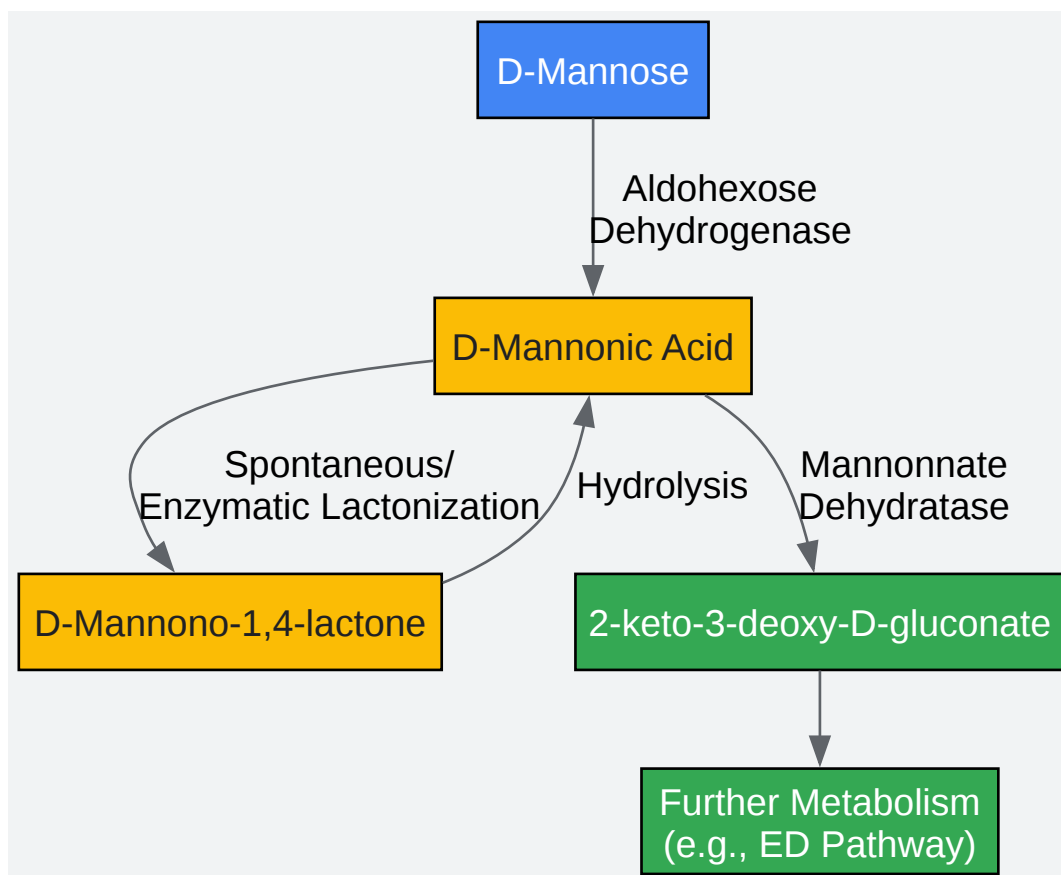 D-Mannose
Aldohexose
Dehydrogenase
D-Mannonic Acid
Spontaneous/
Enzymatic Lactonization
Hydrolysis
Mannonnate
Dehydratase
D-Mannono-1,4-lactone
2-keto-3-deoxy-D-gluconate
Further Metabolism
(e.g., ED Pathway)